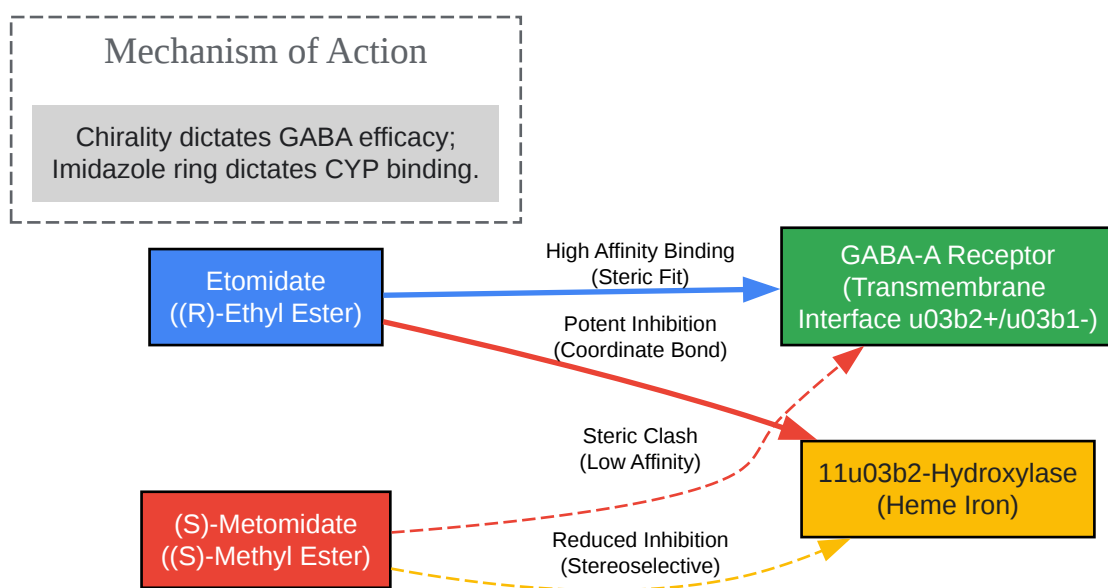 Mechanism of Action
Chirality dictates GABA efficacy;
Imidazole ring dictates CYP binding.
Etomidate
((R)-Ethyl Ester)
High Affinity Binding
(Steric Fit)
GABA-A Receptor
(Transmembrane
Interface u03b2+/u03b1-)
Potent Inhibition
(Coordinate Bond)
Steric Clash
(Low Affinity)
11u03b2-Hydroxylase
(Heme Iron)
(S)-Metomidate
((S)-Methyl Ester)
Reduced Inhibition
(Stereoselective)